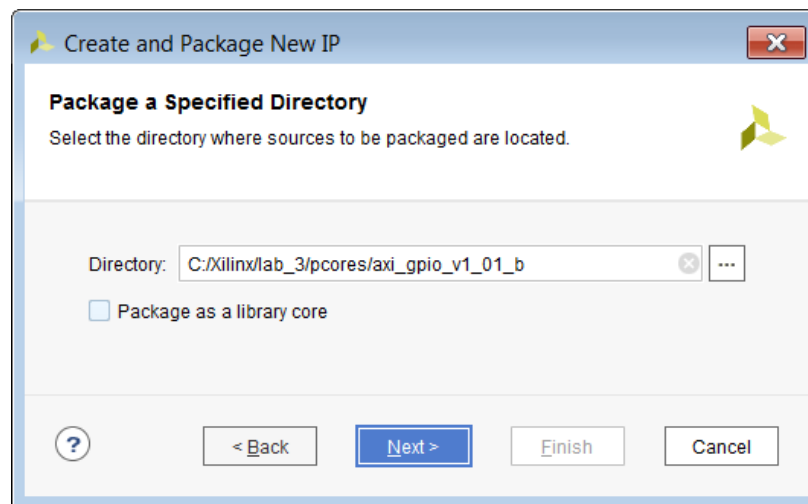 Create and Package New IP
Package a Specified Directory
Select the directory where sources to be packaged are located.
Directory: C:/Xilinx/lab_3/pcores/axi_gpio_v1_01_b ...
Package as a library core
? < Back Next > Finish Cancel